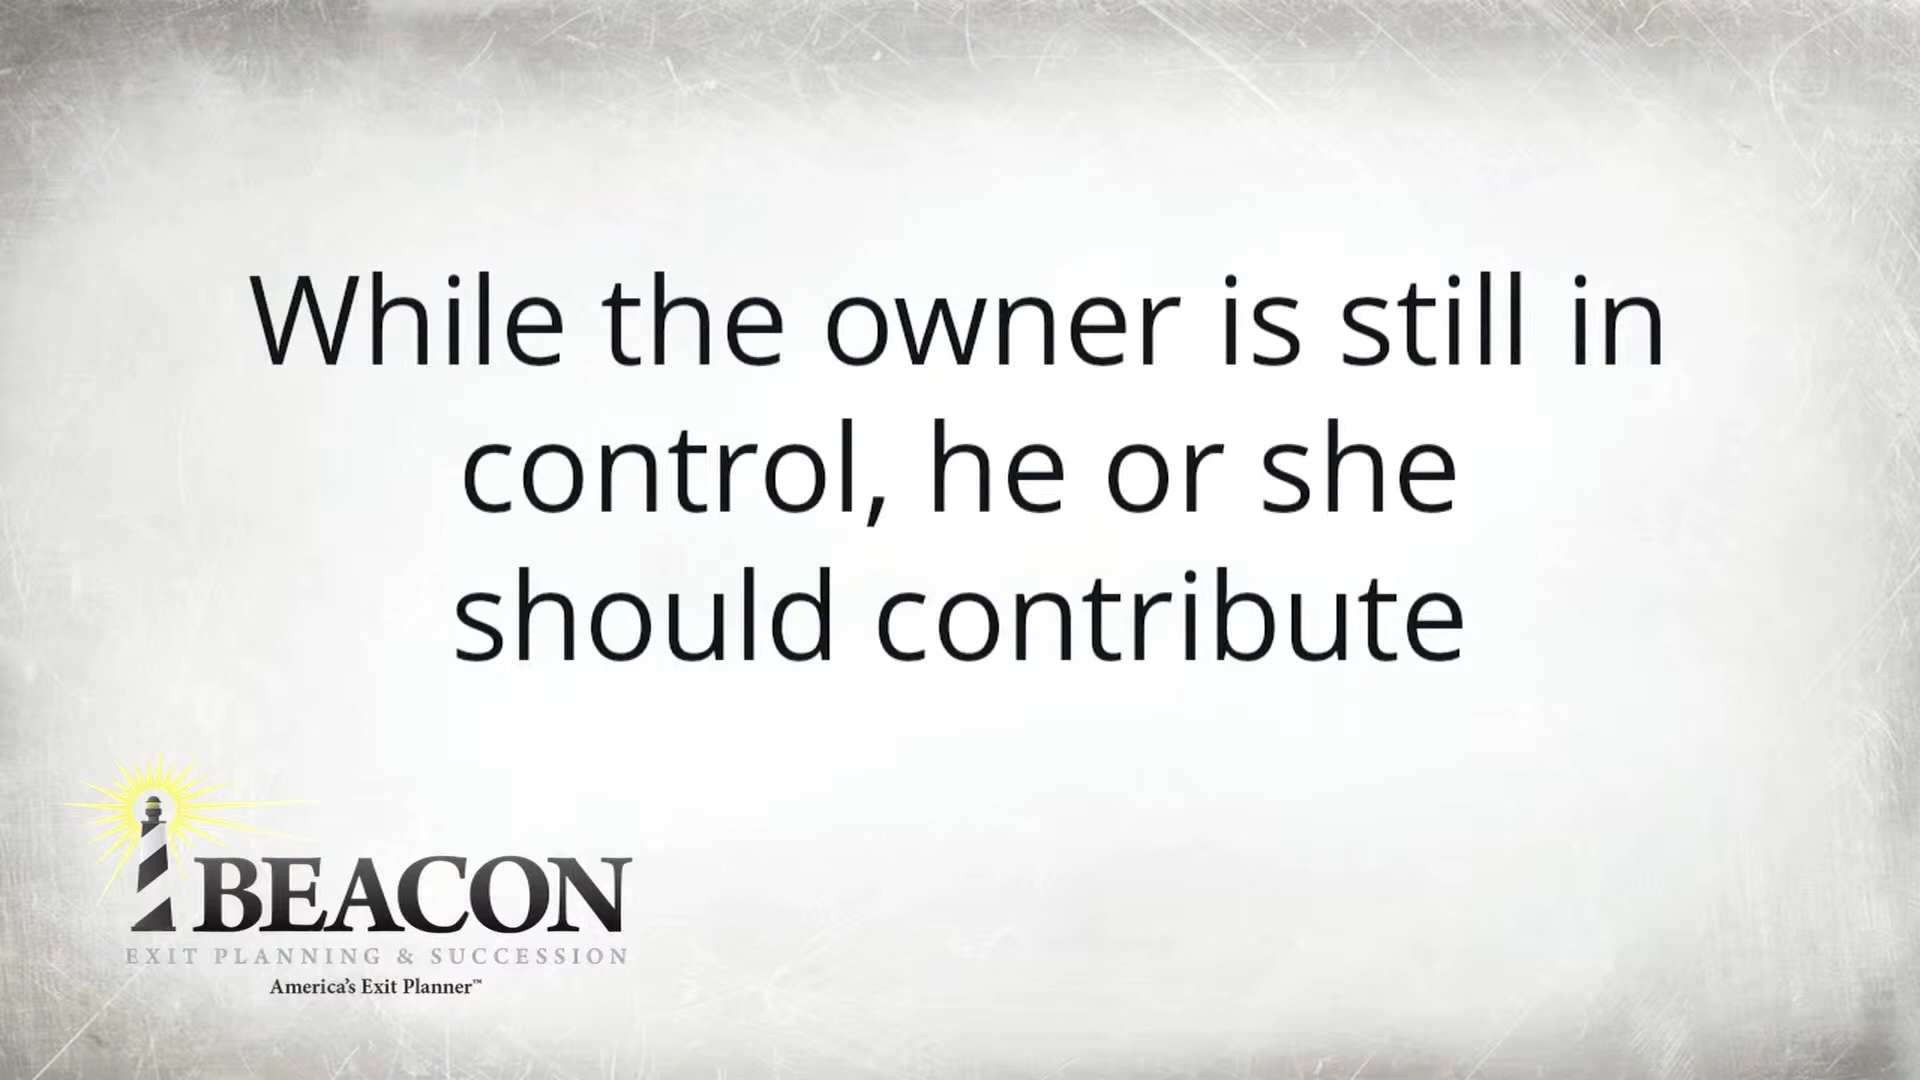 While the owner is still in
control, he or she
should contribute
BEACON
EXIT PLANNING & SUCCESSION
America's Exit Planner™